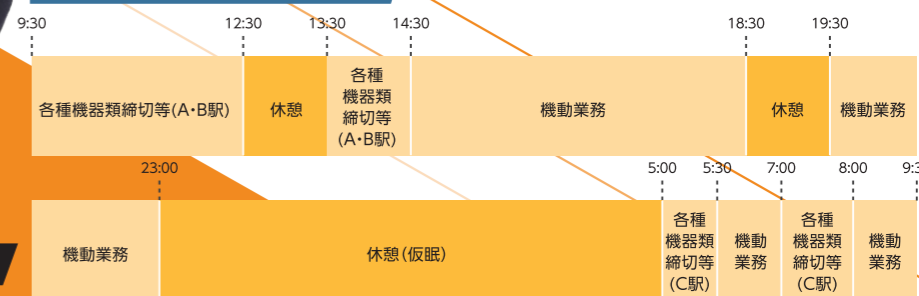 9:30 12:30 13:30 14:30 18:30 19:30
各種機器類締切等(A・B駅)
休憩
各種
機器類
締切等
(A・B駅)
機動業務
休憩
機動業務
23:00 5:00 5:30 7:00 8:00 9:3
機動業務
休憩(仮眠)
各種
機器類
締切等
(C駅)
機動
業務
各種
機器類
締切等
(C駅)
機動
業務